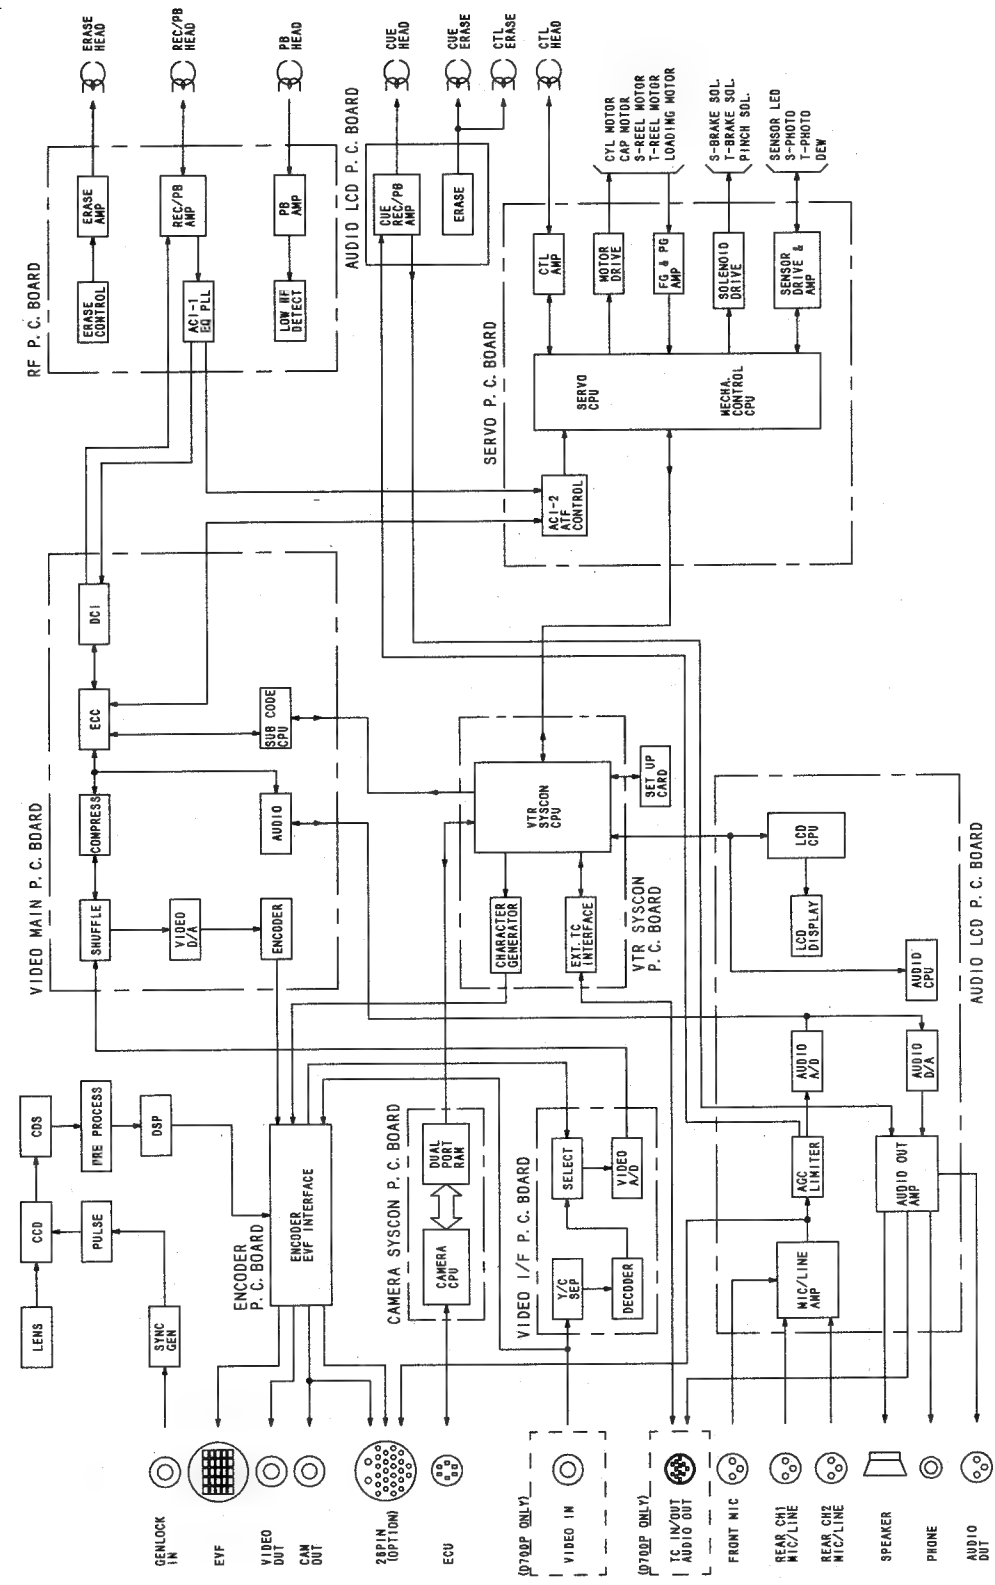 ERASE
HEAD
REC/PB
HEAD
PB
HEAD
CUE
HEAD
CUE
ERASE
CTL
ERASE
CTL
HEAD
RF P.C.BOARD
ERASE
AMP
REC/PB
AMP
PB
AMP
ERASE
CONTROL
ACI-1
EQ PLL
LOW HF
DETECT
AUDIO LCD P.C.BOARD
CUE
REC/PB
AMP
ERASE
CYL MOTOR
CAP MOTOR
S-REEL MOTOR
T-REEL MOTOR
LOADING MOTOR
S-BRAKE SOL.
T-BRAKE SOL.
PINCH SOL.
SENSOR LED
S-PHOTO
T-PHOTO
DEW
SERVO P.C.BOARD
CTL
AMP
MOTOR
DRIVE
FG & PG
AMP
SOLENOID
DRIVE
SENSOR
DRIVE &
AMP
SERVO
CPU
MECHA.
CONTROL
CPU
ACI-2
ATF
CONTROL
VIDEO MAIN P.C.BOARD
DCI
ECC
SUB CODE
CPU
COMPRESS
AUDIO
SHUFFLE
VIDEO
D/A
ENCODER
VTR SYSCON
P.C.BOARD
VTR
SYSCON
CPU
SET UP
CARD
CHARACTER
GENERATOR
EXT.TC
INTERFACE
AUDIO LCD P.C.BOARD
LCD
CPU
LCD
DISPLAY
AUDIO
CPU
AUDIO
A/D
AUDIO
D/A
AGC
LIMITER
AUDIO OUT
AMP
MIC/LINE
AMP
CDS
PRE PROCESS
DSP
CCD
PULSE
LENS
SYNC
GEN
ENCODER
P.C.BOARD
ENCODER
EVF INTERFACE
CAMERA SYSCON P.C.BOARD
DUAL
PORT
RAM
CAMERA
CPU
VIDEO I/F P.C.BOARD
SELECT
VIDEO
A/D
Y/C
SEP
DECODER
GENLOCK
IN
EVF
VIDEO
OUT
CAM
OUT
26PIN
(OPTION)
ECU
(D700P ONLY)
VIDEO IN
(D700P ONLY)
TC IN/OUT
AUDIO OUT
FRONT MIC
REAR CH1
MIC/LINE
REAR CH2
MIC/LINE
SPEAKER
PHONE
AUDIO
OUT